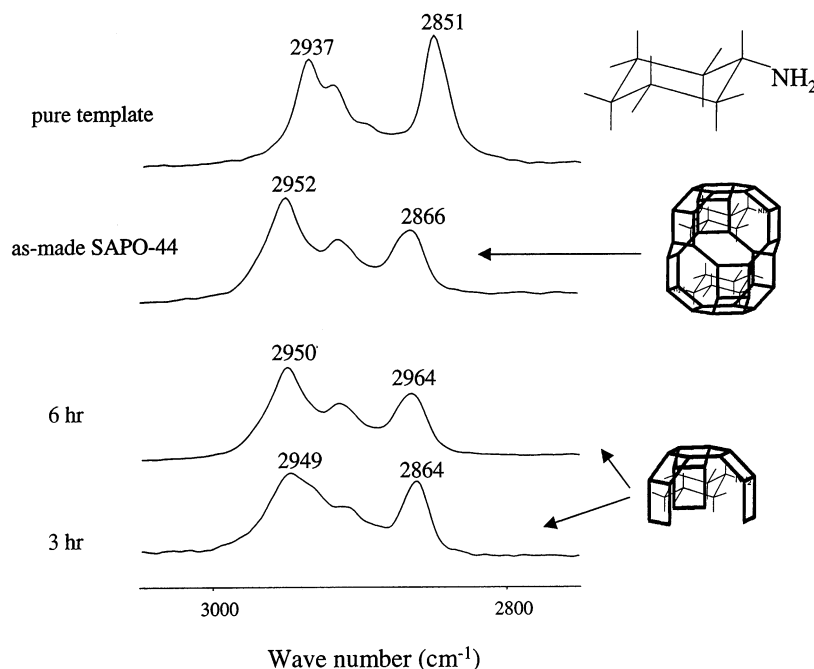 2937
2851
NH2
pure template
2952
2866
as-made SAPO-44
2950
2964
6 hr
2949
2864
3 hr
3000
2800
Wave number (cm-1)